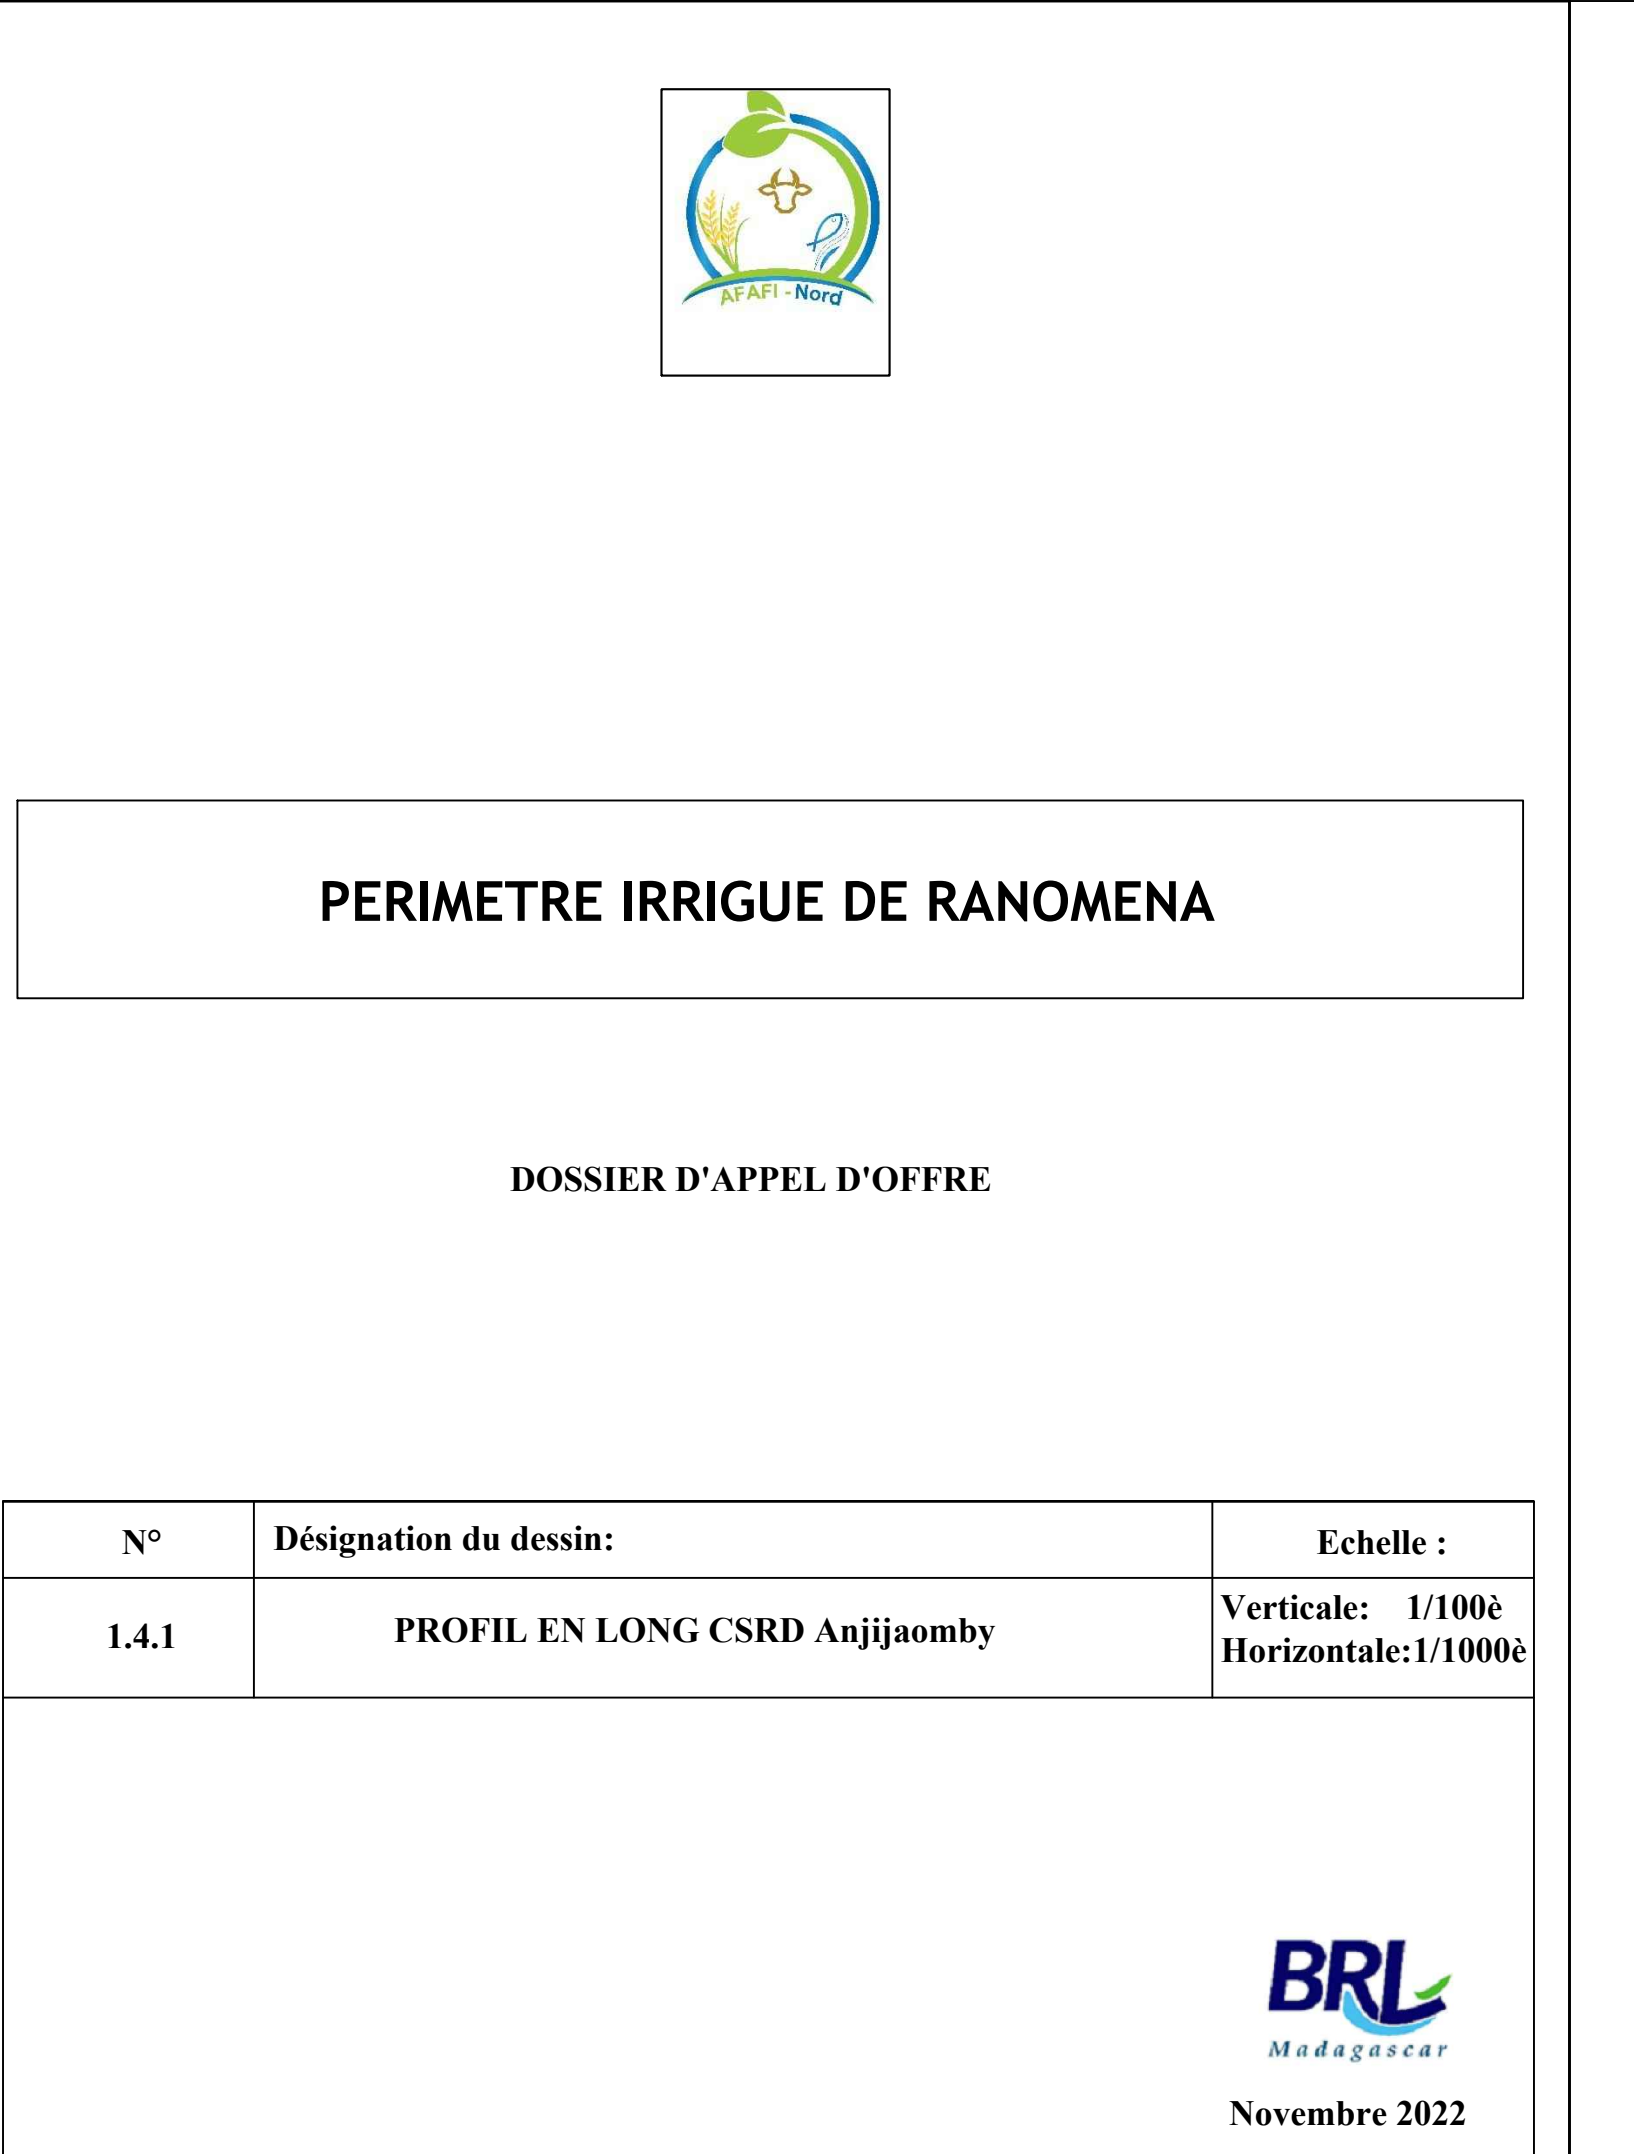 AFAFI - Nord
PERIMETRE IRRIGUE DE RANOMENA
DOSSIER D'APPEL D'OFFRE
N°
Désignation du dessin:
Echelle :
1.4.1
PROFIL EN LONG CSRD Anjijaomby
Verticale: 1/100è
Horizontale:1/1000è
BRL
Madagascar
Novembre 2022